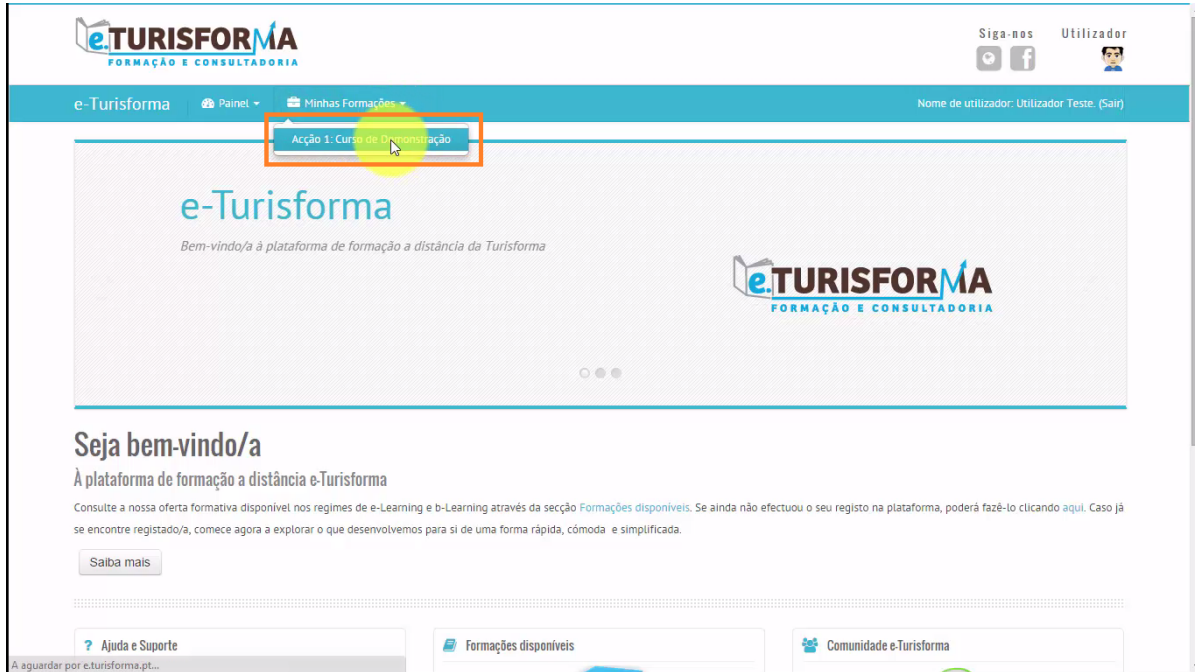 e.TURISFORMA
FORMAÇÃO E CONSULTADORIA
Siga-nos
Utilizador
e-Turisforma
Painel
Minhas Formações
Nome de utilizador: Utilizador Teste. (Sair)
Acção 1: Curso de Demonstração
e-Turisforma
Bem-vindo/a à plataforma de formação a distância da Turisforma
e.TURISFORMA
FORMAÇÃO E CONSULTADORIA
Seja bem-vindo/a
À plataforma de formação a distância e-Turisforma
Consulte a nossa oferta formativa disponível nos regimes de e-Learning e b-Learning através da secção Formações disponíveis. Se ainda não efectuou o seu registo na plataforma, poderá fazê-lo clicando aqui. Caso já
se encontre registado/a, comece agora a explorar o que desenvolvemos para si de uma forma rápida, cómoda e simplificada.
Saiba mais
? Ajuda e Suporte
Formações disponíveis
Comunidade e-Turisforma
A aguardar por e.turisforma.pt...